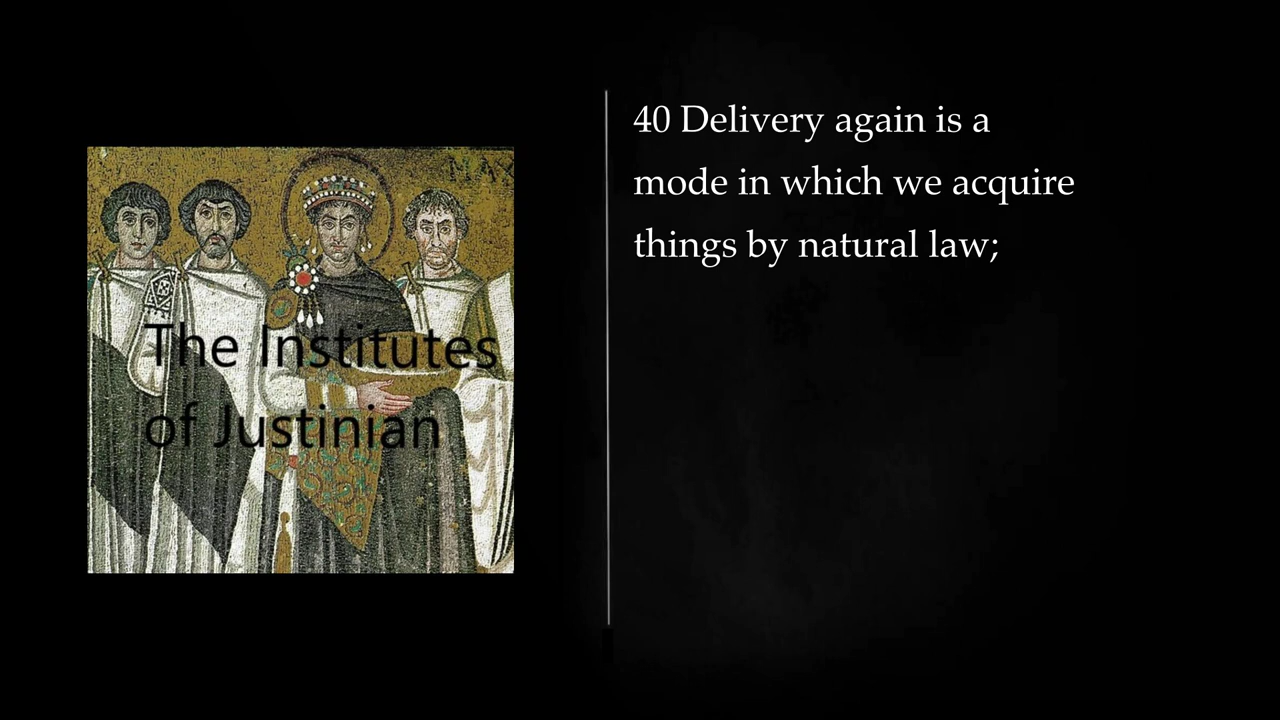 The Institutes
of Justinian
40 Delivery again is a
mode in which we acquire
things by natural law;